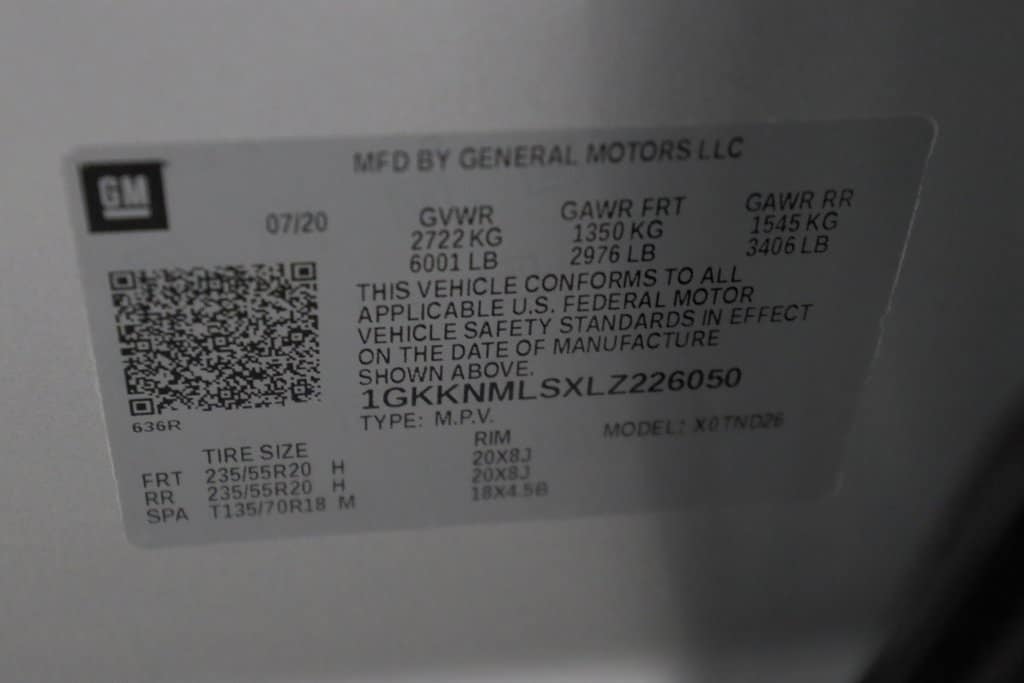 MFD BY GENERAL MOTORS LLC
GM
07/20
GVWR GAWR FRT GAWR RR
2722 KG 1350 KG 1545 KG
6001 LB 2976 LB 3406 LB
THIS VEHICLE CONFORMS TO ALL
APPLICABLE U.S. FEDERAL MOTOR
VEHICLE SAFETY STANDARDS IN EFFECT
ON THE DATE OF MANUFACTURE
SHOWN ABOVE.
1GKKNMLSXLZ226050
636R
TYPE: M.P.V. MODEL: X0TND26
TIRE SIZE RIM
FRT 235/55R20 H 20X8J
RR 235/55R20 H 20X8J
SPA T135/70R18 M 18X4.5B